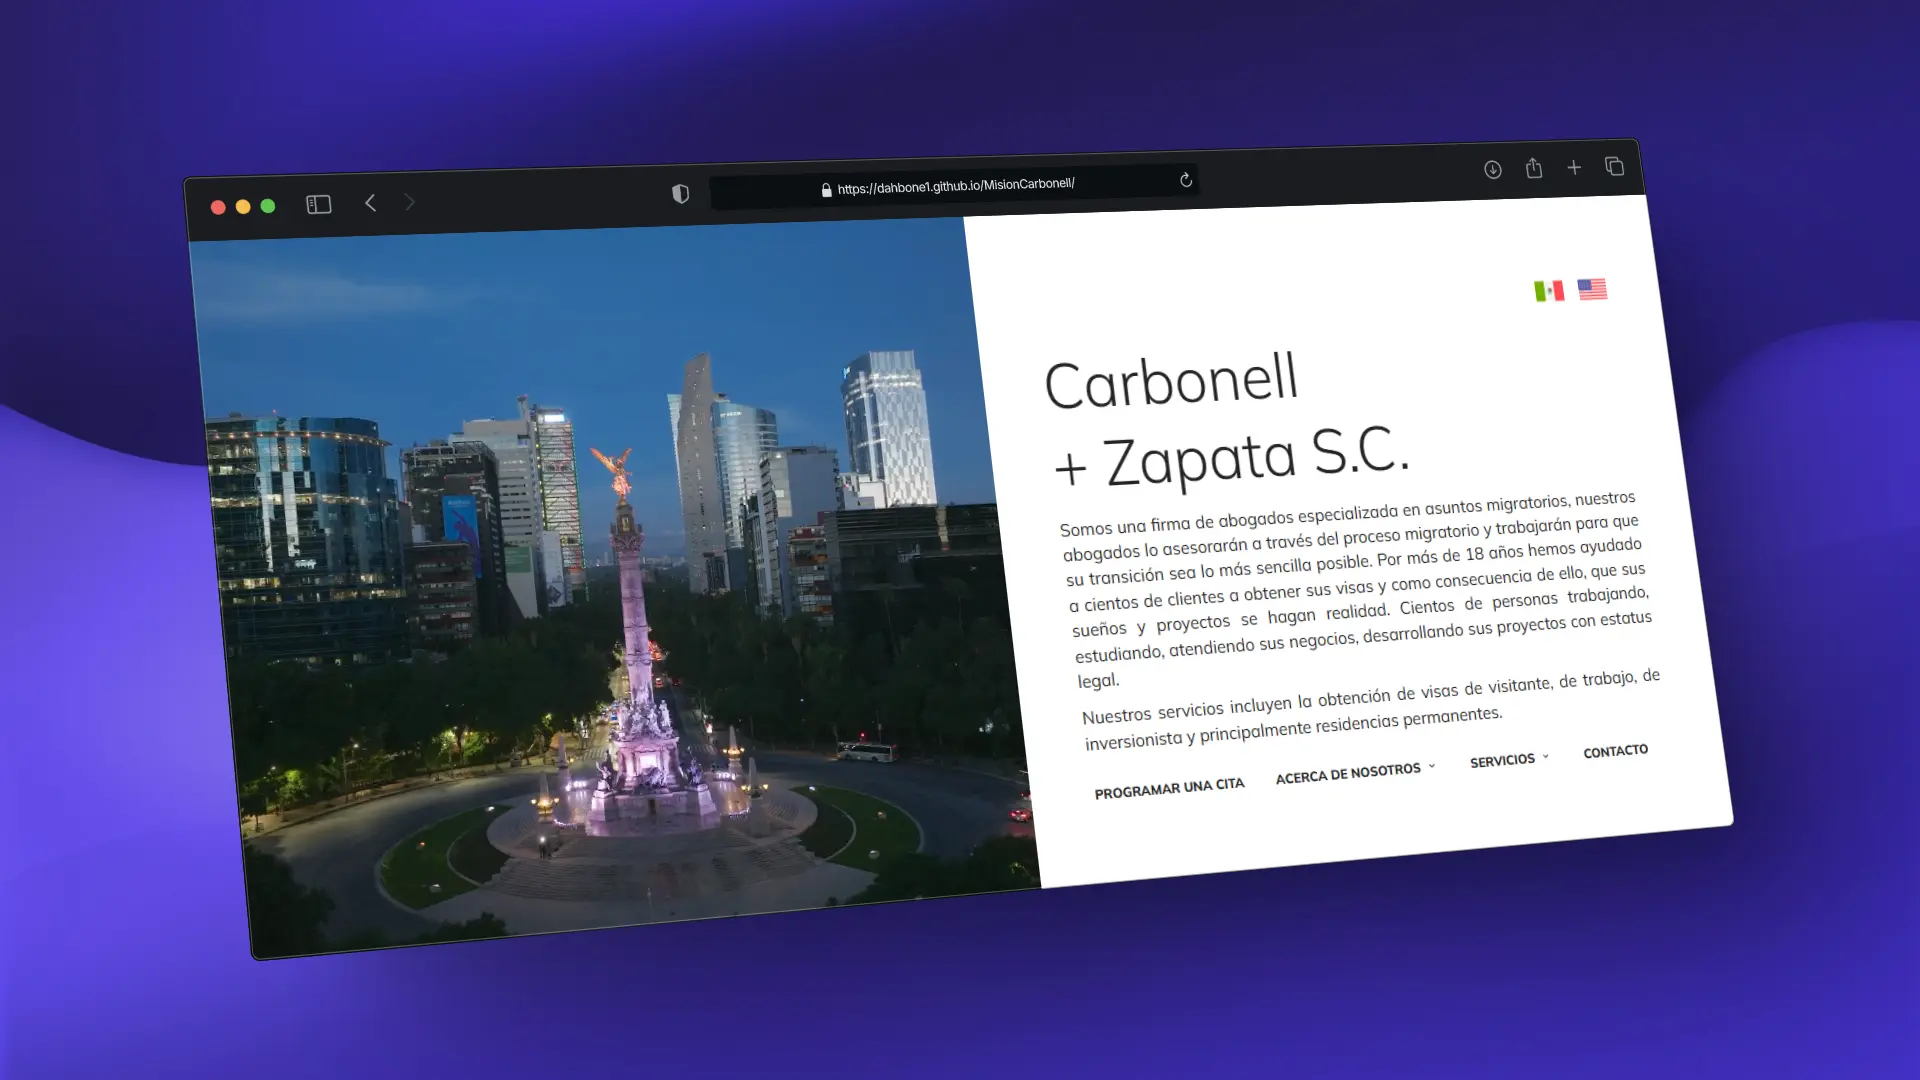 https://dahbone1.github.io/MisionCarbonell/
Carbonell
+ Zapata S.C.
Somos una firma de abogados especializada en asuntos migratorios, nuestros
abogados lo asesorarán a través del proceso migratorio y trabajarán para que
su transición sea lo más sencilla posible. Por más de 18 años hemos ayudado
a cientos de clientes a obtener sus visas y como consecuencia de ello, que sus
sueños y proyectos se hagan realidad. Cientos de personas trabajando,
estudiando, atendiendo sus negocios, desarrollando sus proyectos con estatus
legal.
Nuestros servicios incluyen la obtención de visas de visitante, de trabajo, de
inversionista y principalmente residencias permanentes.
PROGRAMAR UNA CITA ACERCA DE NOSOTROS SERVICIOS CONTACTO